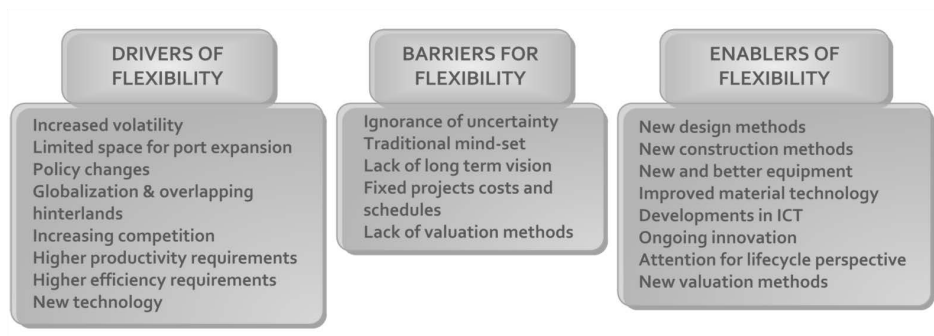 DRIVERS OF
FLEXIBILITY
Increased volatility
Limited space for port expansion
Policy changes
Globalization & overlapping
hinterlands
Increasing competition
Higher productivity requirements
Higher efficiency requirements
New technology
BARRIERS FOR
FLEXIBILITY
Ignorance of uncertainty
Traditional mind-set
Lack of long term vision
Fixed projects costs and
schedules
Lack of valuation methods
ENABLERS OF
FLEXIBILITY
New design methods
New construction methods
New and better equipment
Improved material technology
Developments in ICT
Ongoing innovation
Attention for lifecycle perspective
New valuation methods